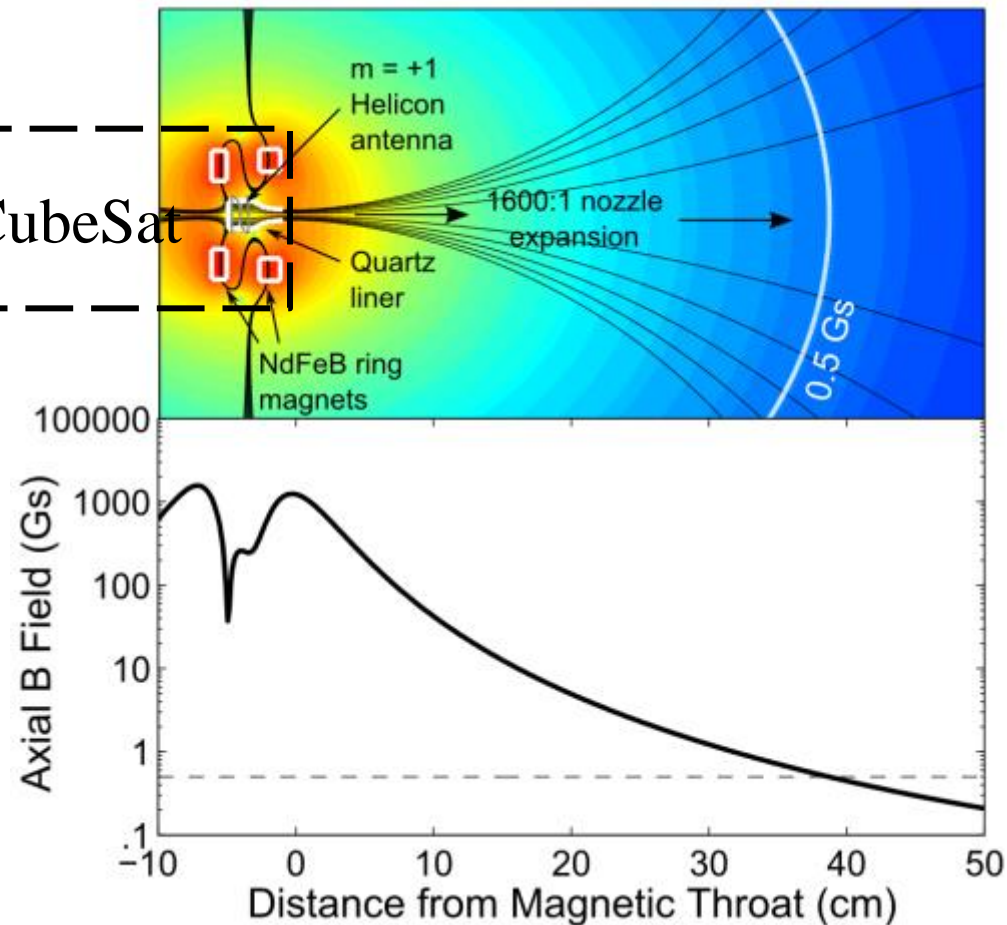 m = +1
Helicon
antenna
CubeSat
1600:1 nozzle
expansion
Quartz
liner
0.5 Gs
NdFeB ring
magnets
Axial B Field (Gs)
100000
1000
100
10
1
.1
−10 0 10 20 30 40 50
Distance from Magnetic Throat (cm)